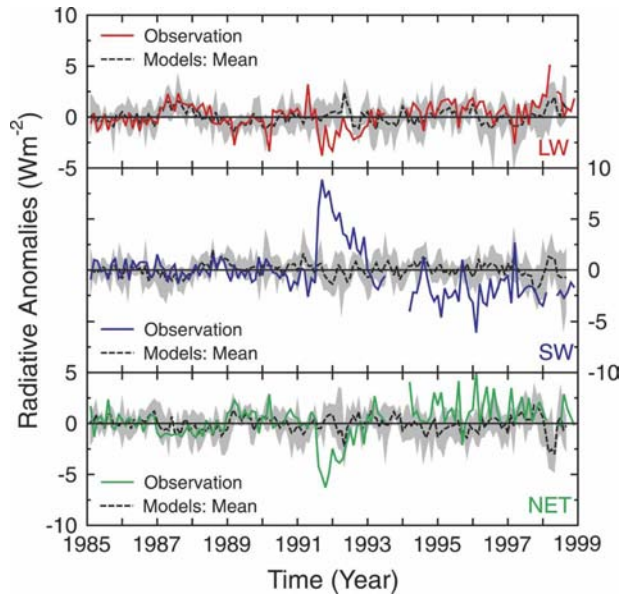 10
Observation
Models: Mean
5
0
LW
-5
10
5
0
Radiative Anomalies (Wm-2)
-5
Observation
Models: Mean
SW
5
-10
0
-5
Observation
Models: Mean
NET
-10
1985 1987 1989 1991 1993 1995 1997 1999
Time (Year)